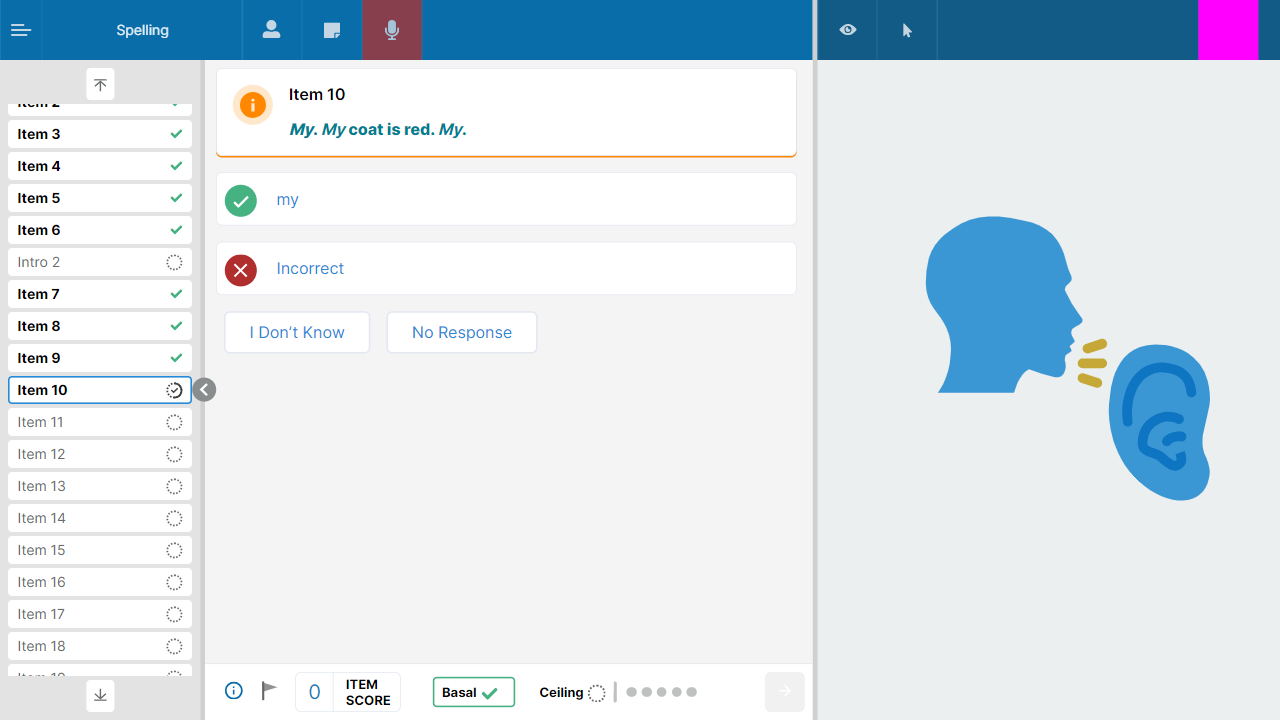 Spelling
Item 2
Item 3
Item 4
Item 5
Item 6
Intro 2
Item 7
Item 8
Item 9
Item 10
Item 11
Item 12
Item 13
Item 14
Item 15
Item 16
Item 17
Item 18
Item 19
Item 10
My. My coat is red. My.
my
Incorrect
I Don’t Know
No Response
0
ITEM
SCORE
Basal
Ceiling